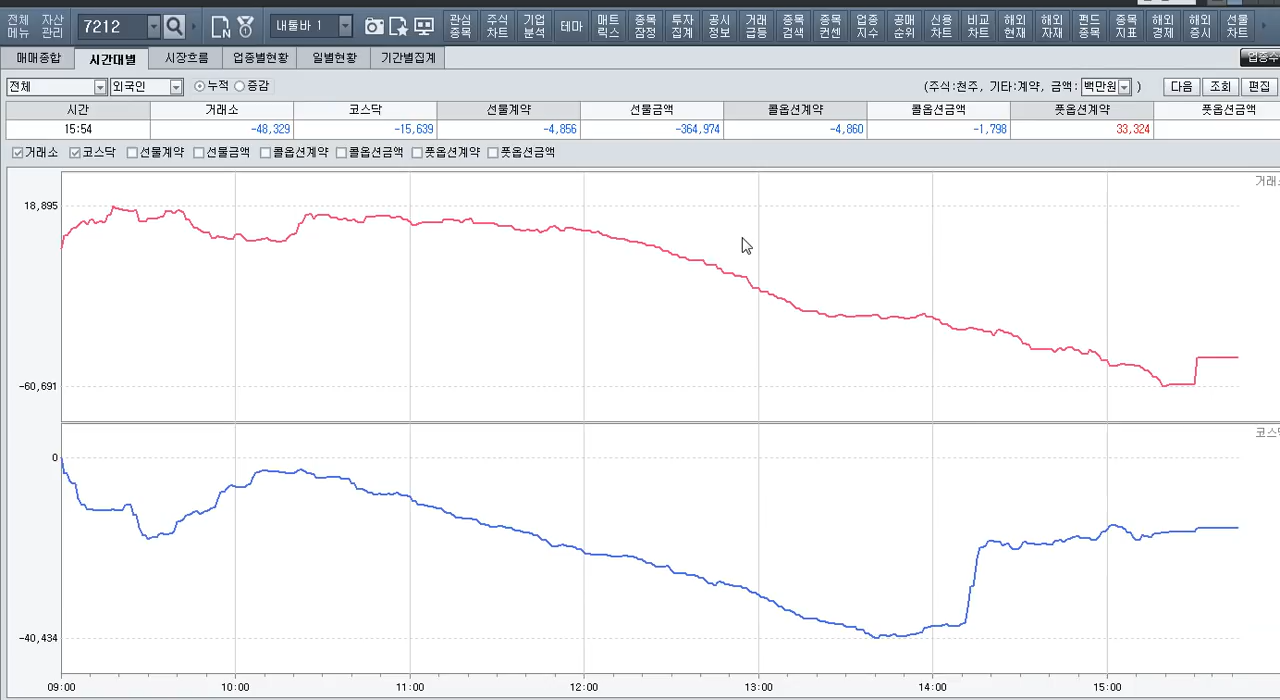 전체 메뉴 자산 관리 7212 내툴바 1 관심 종목 주식 차트 기업 분석 테마 매트 릭스 종목 잠정 투자 집계 공시 정보 거래 급등 종목 검색 종목 컨센 업종 지수 공매 순위 신용 차트 비교 차트 해외 현재 해외 자재 펀드 종목 종목 지표 해외 경제 해외 증시 선물 차트
매매종합 시간대별 시장흐름 업종별현황 일별현황 기간별집계 업종수
전체 외국인 누적 증감 (주식:천주, 기타:계약, 금액: 백만원 ) 다음 조회 편집
시간 거래소 코스닥 선물계약 선물금액 콜옵션계약 콜옵션금액 풋옵션계약 풋옵션금액
15:54 -48,329 -15,639 -4,856 -364,974 -4,860 -1,798 33,324
거래소 코스닥 선물계약 선물금액 콜옵션계약 콜옵션금액 풋옵션계약 풋옵션금액
거래소
18,895
-60,691
코스닥
0
-40,434
09:00 10:00 11:00 12:00 13:00 14:00 15:00